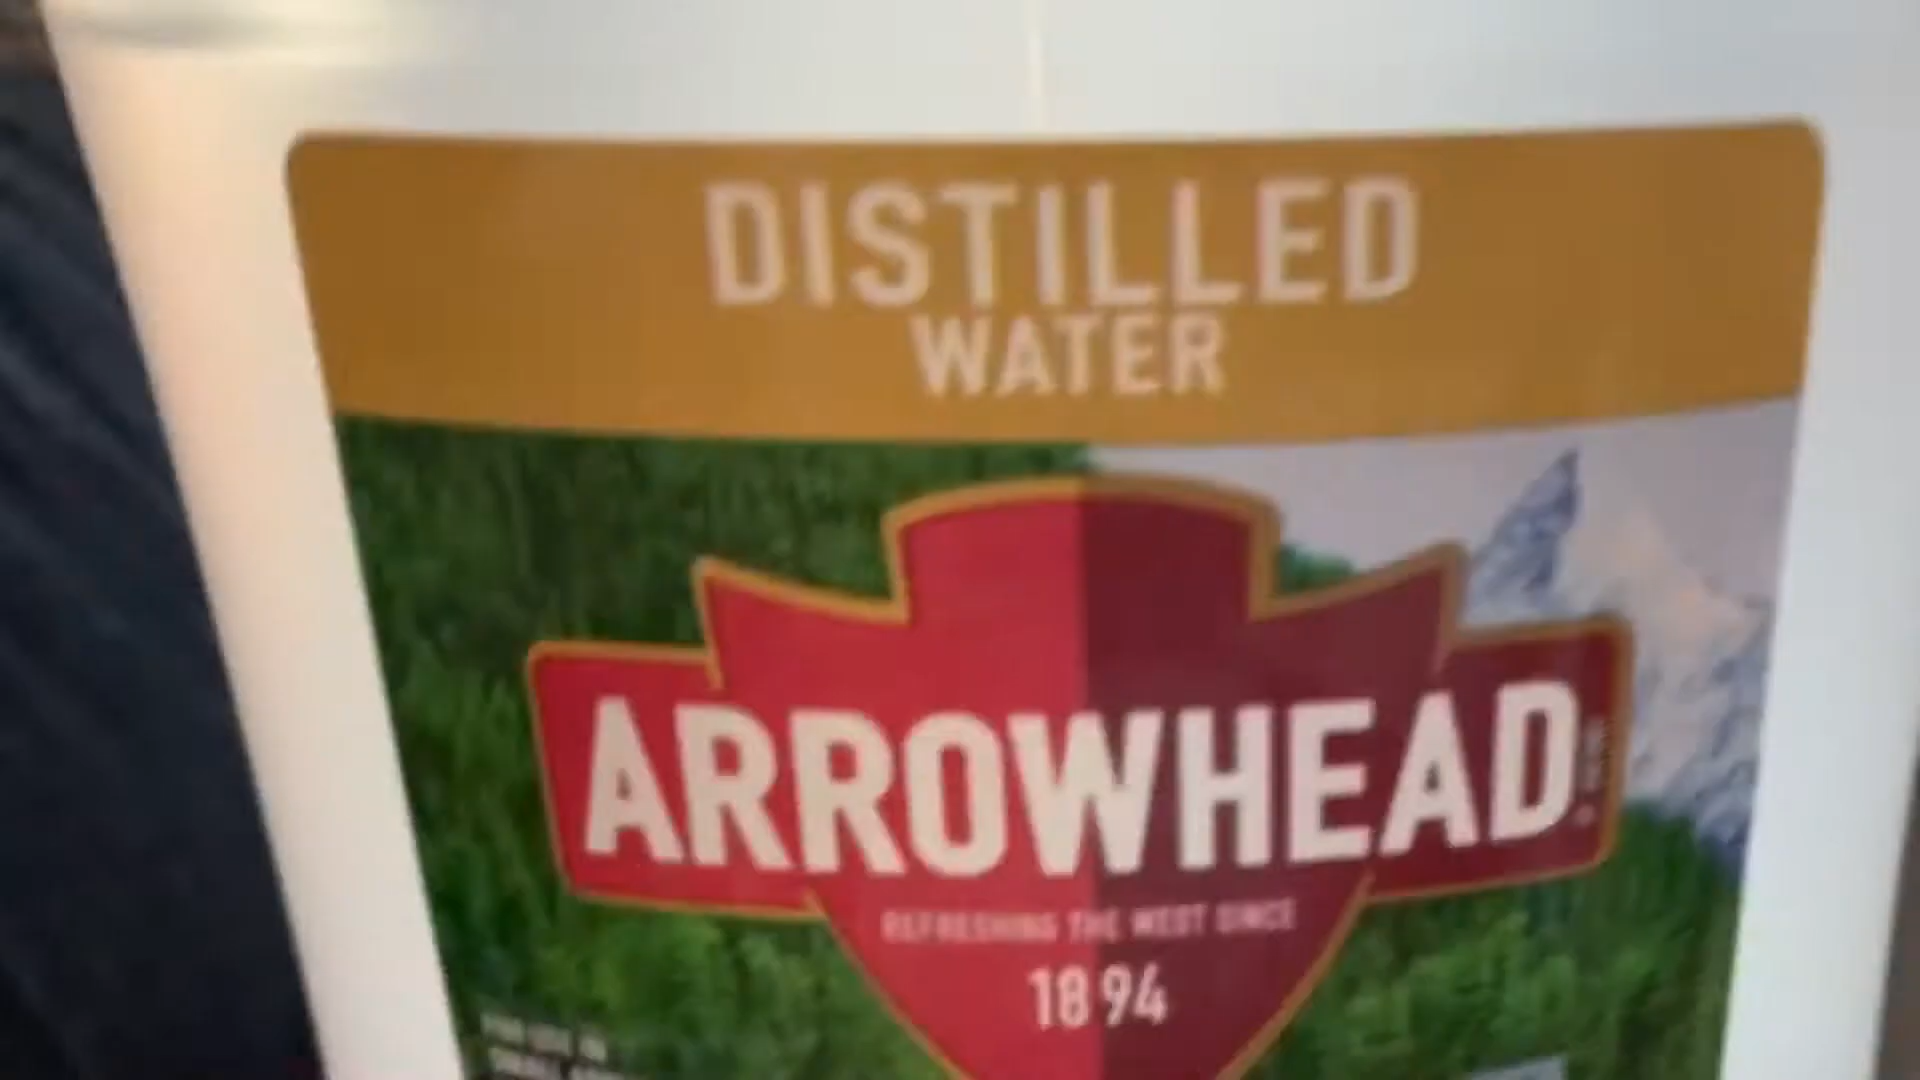 DISTILLED
WATER
ARROWHEAD
REFRESHING THE WEST SINCE
1894